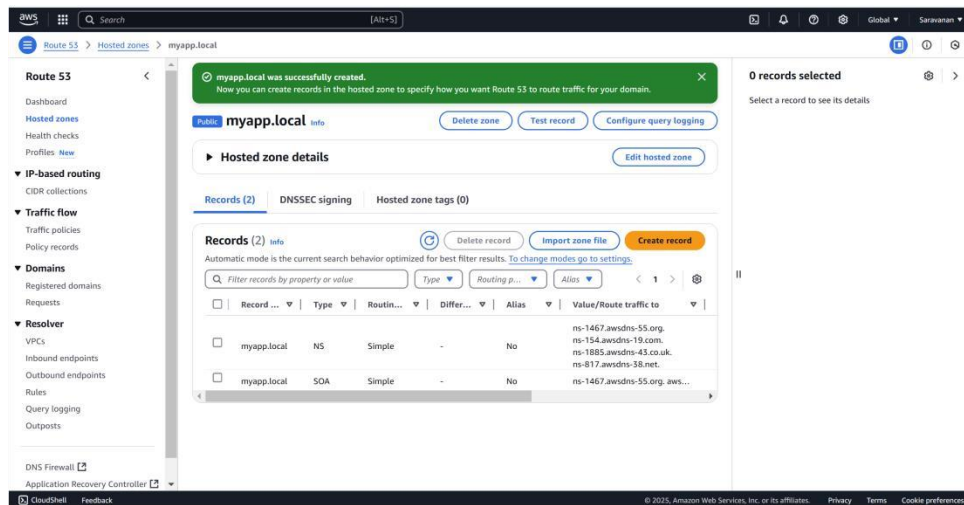 aws
Search [Alt+S] Global Saravanan
Route 53 > Hosted zones > myapp.local
Route 53
Dashboard
Hosted zones
Health checks
Profiles New
IP-based routing
CIDR collections
Traffic flow
Traffic policies
Policy records
Domains
Registered domains
Requests
Resolver
VPCs
Inbound endpoints
Outbound endpoints
Rules
Query logging
Outposts
DNS Firewall
Application Recovery Controller
myapp.local was successfully created.
Now you can create records in the hosted zone to specify how you want Route 53 to route traffic for your domain.
Public myapp.local Info Delete zone Test record Configure query logging
Hosted zone details Edit hosted zone
Records (2) DNSSEC signing Hosted zone tags (0)
Records (2) Info Delete record Import zone file Create record
Automatic mode is the current search behavior optimized for best filter results. To change modes go to settings.
Filter records by property or value Type Routing p... Alias < 1 >
Record ... Type Routin... Differ... Alias Value/Route traffic to
myapp.local NS Simple - No
ns-1467.awsdns-55.org.
ns-154.awsdns-19.com.
ns-1885.awsdns-43.co.uk.
ns-817.awsdns-38.net.
myapp.local SOA Simple - No ns-1467.awsdns-55.org. aws...
0 records selected
Select a record to see its details
CloudShell Feedback © 2025, Amazon Web Services, Inc. or its affiliates. Privacy Terms Cookie preferences